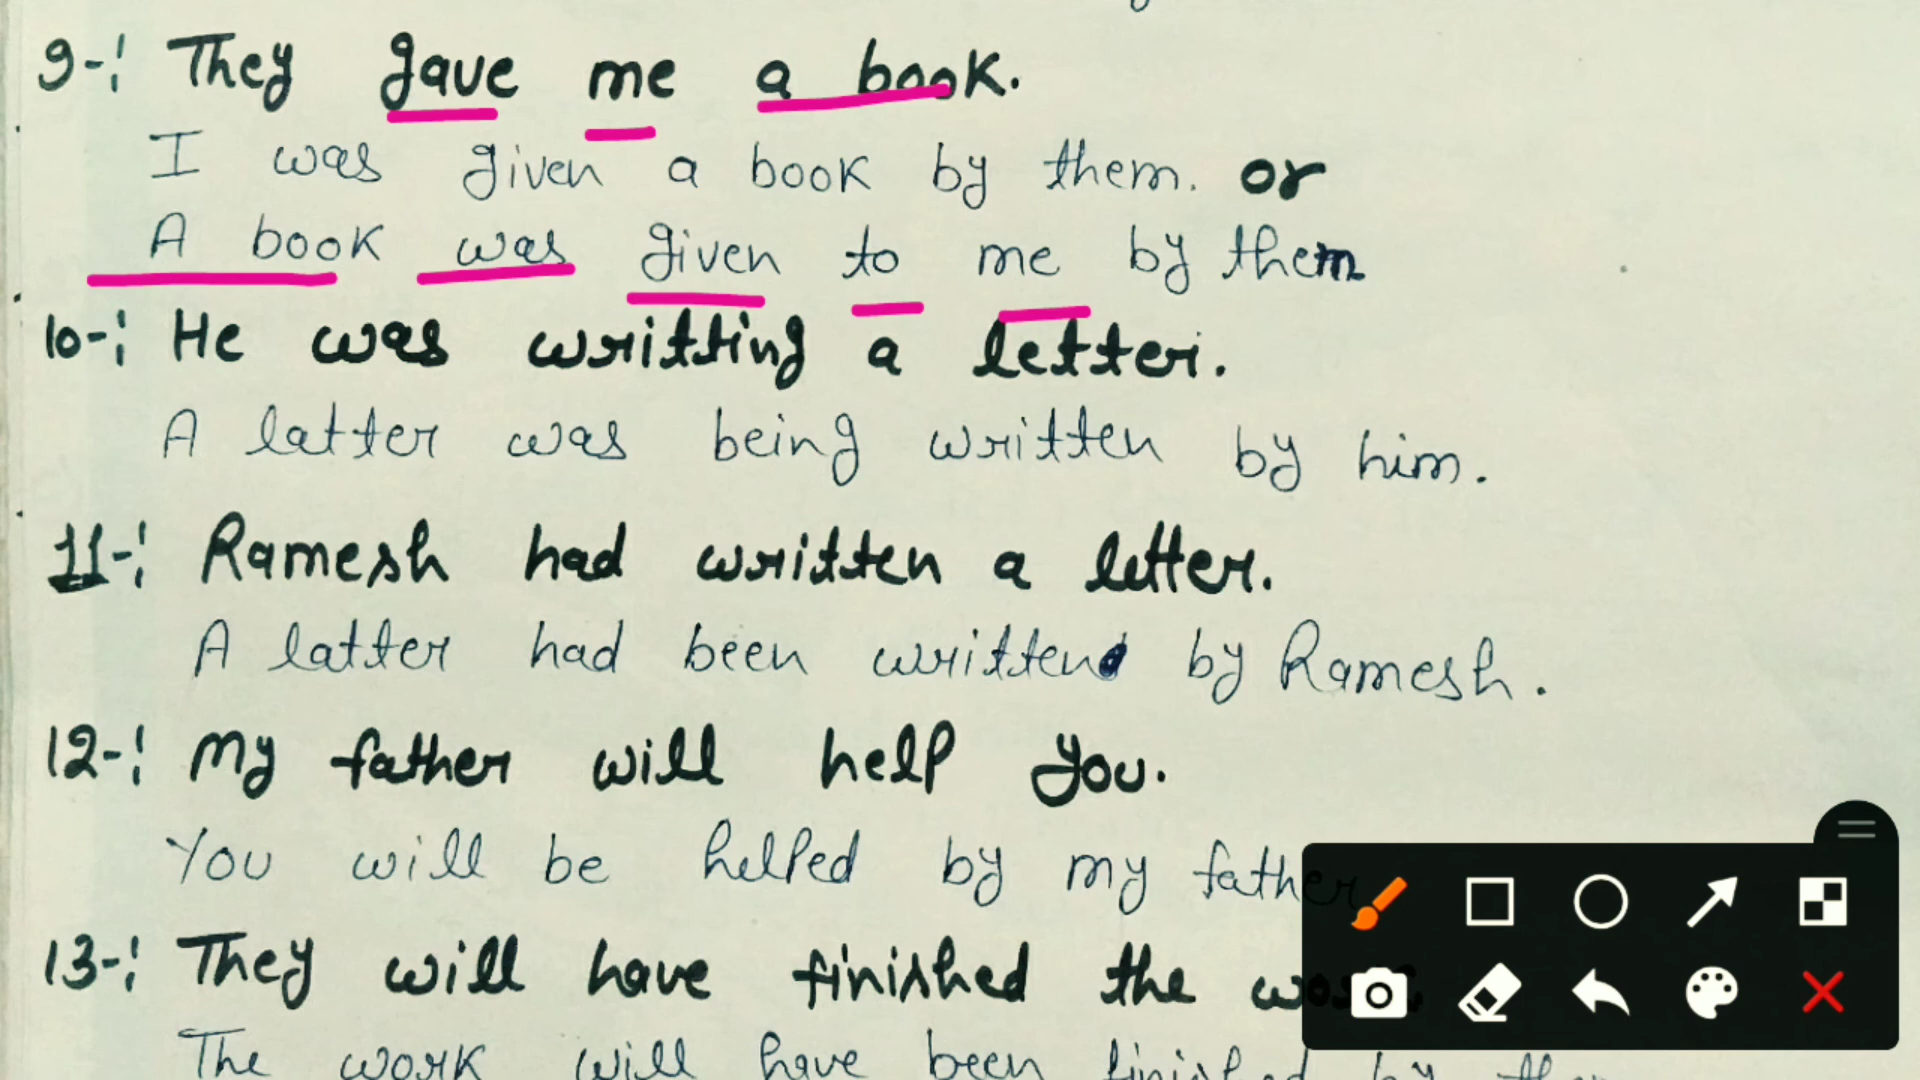 9-! They gave me a book.
I was given a book by them. or
A book was given to me by them
10-! He was writting a letter.
A latter was being written by him.
11-! Ramesh had written a letter.
A latter had been written by Ramesh.
12-! My father will help you.
You will be helped by my father
13-! They will have finished the
The work will have been finished by